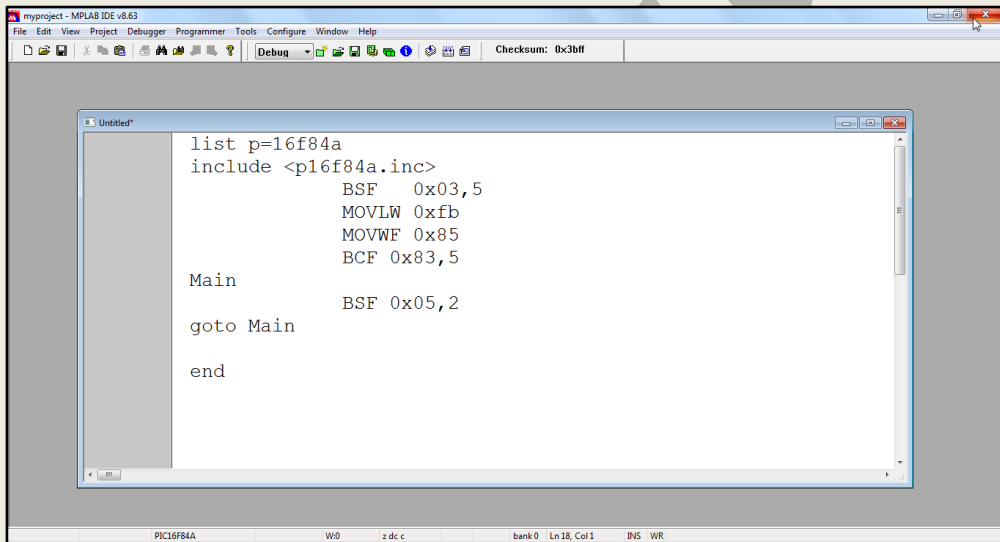 myproject - MPLAB IDE v8.63
File Edit View Project Debugger Programmer Tools Configure Window Help
Debug Checksum: 0x3bff
Untitled*
list p=16f84a
include <p16f84a.inc>
BSF 0x03,5
MOVLW 0xfb
MOVWF 0x85
BCF 0x83,5
Main
BSF 0x05,2
goto Main
end
PIC16F84A W:0 z dc c bank 0 Ln 18, Col 1 INS WR